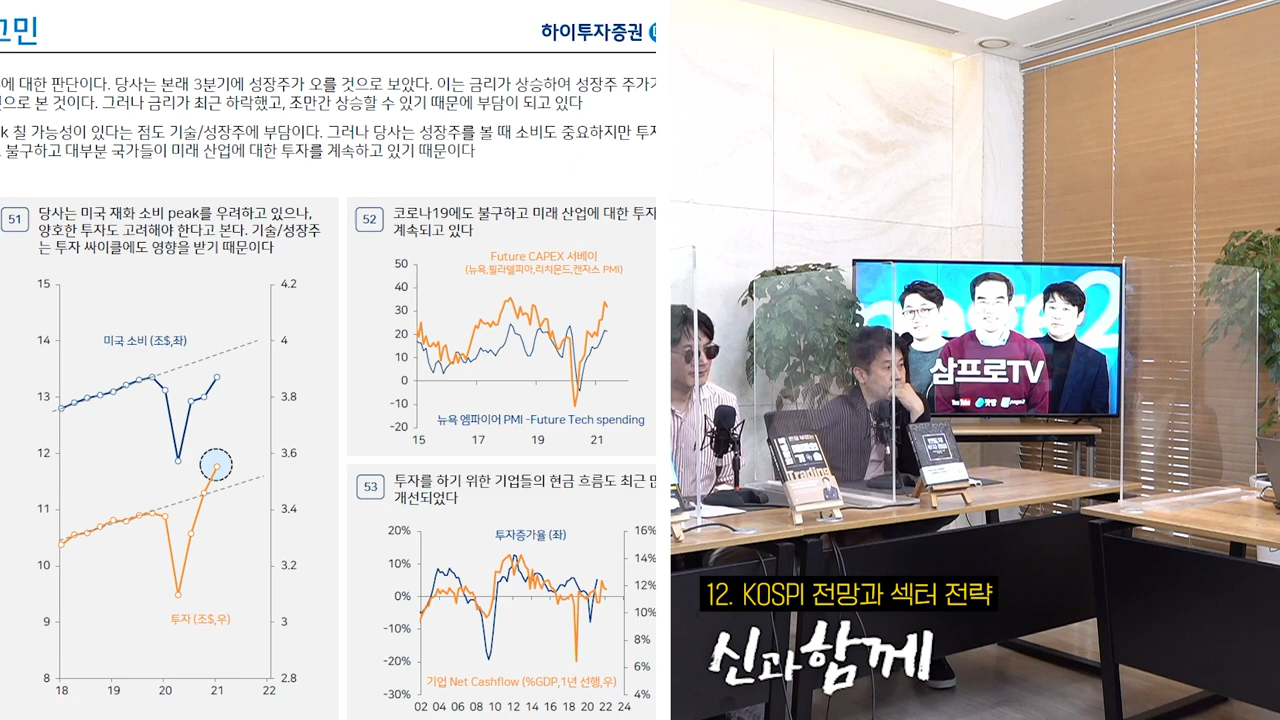 고민
하이투자증권
에 대한 판단이다. 당사는 본래 3분기에 성장주가 오를 것으로 보았다. 이는 금리가 상승하여 성장주 주가가
것으로 본 것이다. 그러나 금리가 최근 하락했고, 조만간 상승할 수 있기 때문에 부담이 되고 있다
k 칠 가능성이 있다는 점도 기술/성장주에 부담이다. 그러나 당사는 성장주를 볼 때 소비도 중요하지만 투자
불구하고 대부분 국가들이 미래 산업에 대한 투자를 계속하고 있기 때문이다
51
당사는 미국 재화 소비 peak를 우려하고 있으나,
양호한 투자도 고려해야 한다고 본다. 기술/성장주
는 투자 싸이클에도 영향을 받기 때문이다
15
14
13
12
11
10
9
8
미국 소비 (조$,좌)
투자 (조$,우)
4.2
4
3.8
3.6
3.4
3.2
3
2.8
18 19 20 21 22
52
코로나19에도 불구하고 미래 산업에 대한 투자
계속되고 있다
Future CAPEX 서베이
(뉴욕,필라델피아,리치몬드,캔자스 PMI)
50
40
30
20
10
0
-10
-20
뉴욕 엠파이어 PMI -Future Tech spending
15 17 19 21
53
투자를 하기 위한 기업들의 현금 흐름도 최근
개선되었다
투자증가율 (좌)
20%
10%
0%
-10%
-20%
-30%
16%
14%
12%
10%
8%
6%
4%
기업 Net Cashflow (%GDP,1년 선행,우)
02 04 06 08 10 12 14 16 18 20 22 24
삼프로TV
YouTube
팟빵
Trading
12. KOSPI 전망과 섹터 전략
신과함께